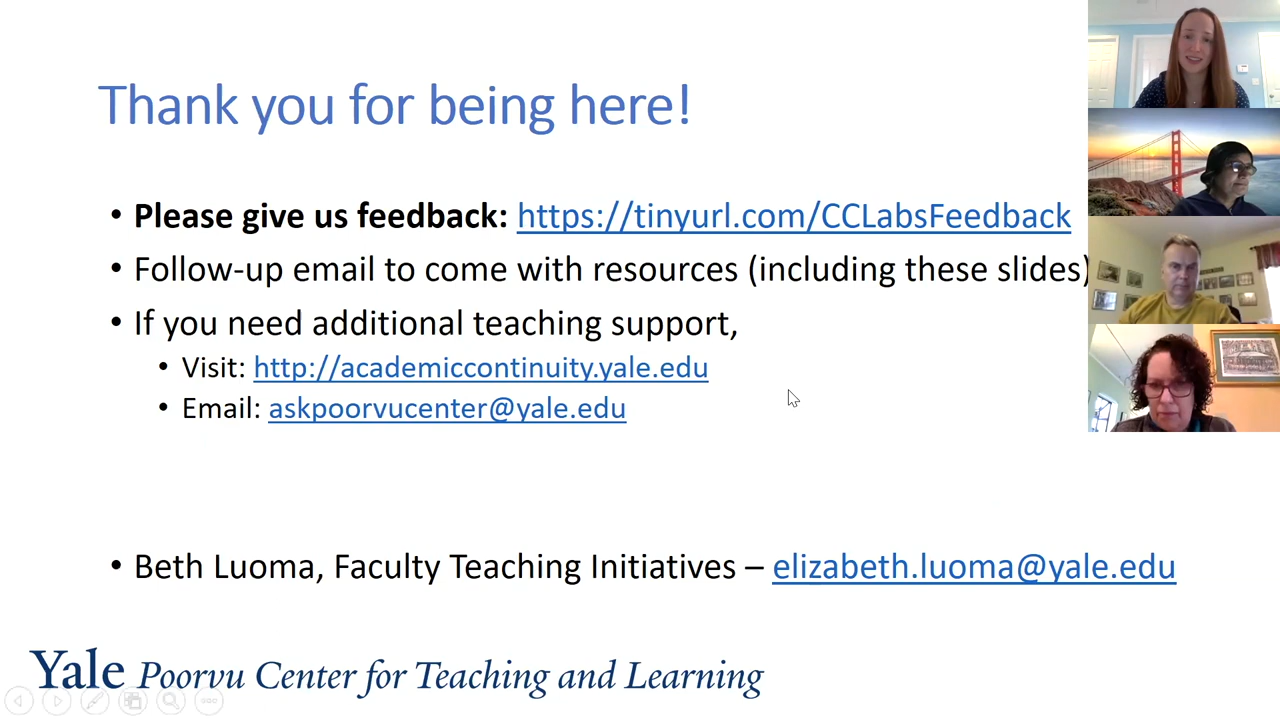 Thank you for being here!
• Please give us feedback: https://tinyurl.com/CCLabsFeedback
• Follow-up email to come with resources (including these slides)
• If you need additional teaching support,
• Visit: http://academiccontinuity.yale.edu
• Email: askpoorvucenter@yale.edu
• Beth Luoma, Faculty Teaching Initiatives – elizabeth.luoma@yale.edu
Yale Poorvu Center for Teaching and Learning